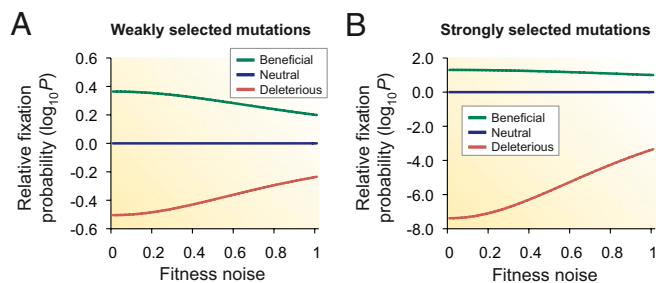 A
Weakly selected mutations
Relative fixation
probability (log10P)
0.6
0.4
0.2
0.0
-0.2
-0.4
-0.6
Beneficial
Neutral
Deleterious
0 0.2 0.4 0.6 0.8 1
Fitness noise
B
Strongly selected mutations
Relative fixation
probability (log10P)
2.0
0.0
-2.0
-4.0
-6.0
-8.0
Beneficial
Neutral
Deleterious
0 0.2 0.4 0.6 0.8 1
Fitness noise